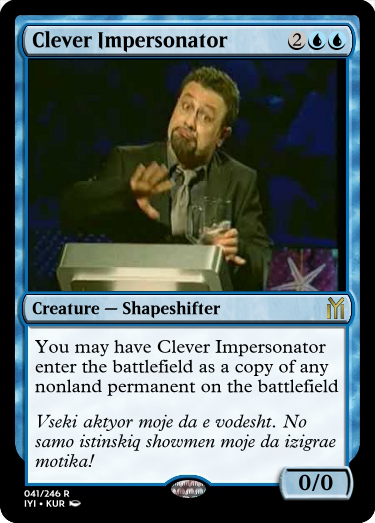 Clever Impersonator 2
Creature — Shapeshifter
You may have Clever Impersonator
enter the battlefield as a copy of any
nonland permanent on the battlefield
Vseki aktyor moje da e vodesht. No
samo istinskiq showmen moje da izigrae
motika!
0/0
041/246 R
IYI • KUR